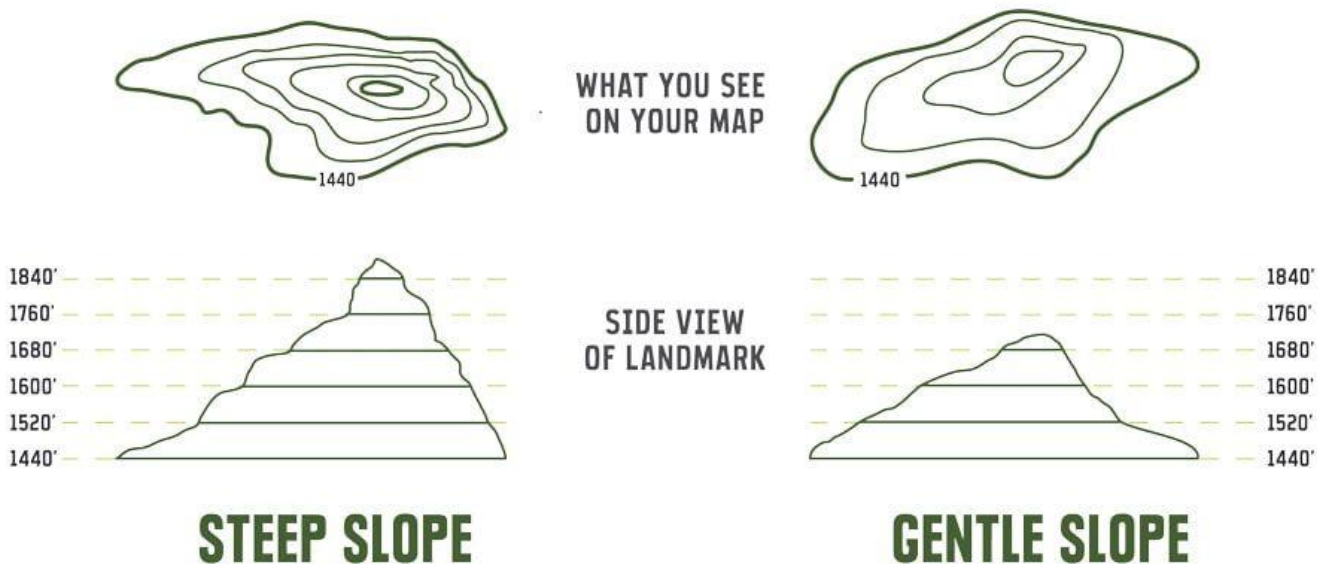 WHAT YOU SEE
ON YOUR MAP
1440
1440
1840'
1760'
1680'
1600'
1520'
1440'
SIDE VIEW
OF LANDMARK
1840'
1760'
1680'
1600'
1520'
1440'
STEEP SLOPE
GENTLE SLOPE